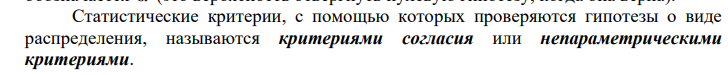 Статистические критерии, с помощью которых проверяются гипотезы о виде
распределения, называются критериями согласия или непараметрическими
критериями.